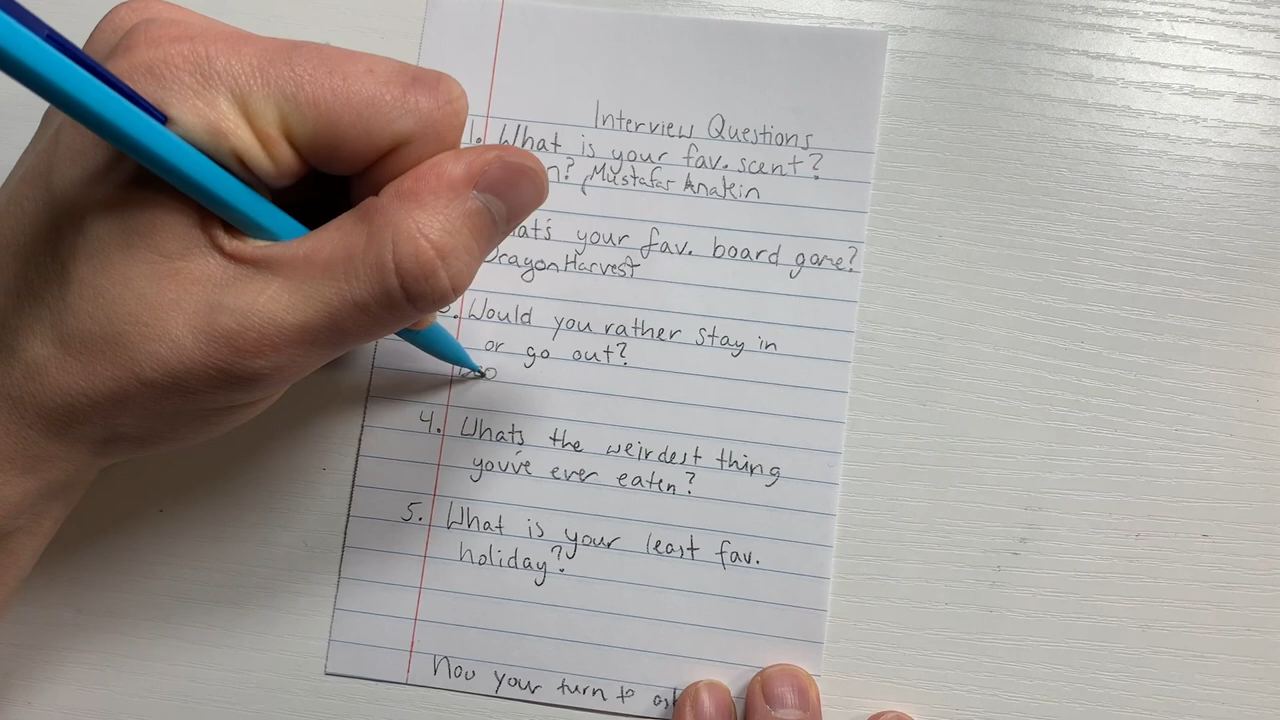 Interview Questions
1. What is your fav. scent?
n? Mustafar Anakin
hat's your fav. board game?
Dragon Harvest
3. Would you rather stay in
or go out?
4. Whats the weirdest thing
you've ever eaten?
5. What is your least fav.
holiday?
Nou your turn to